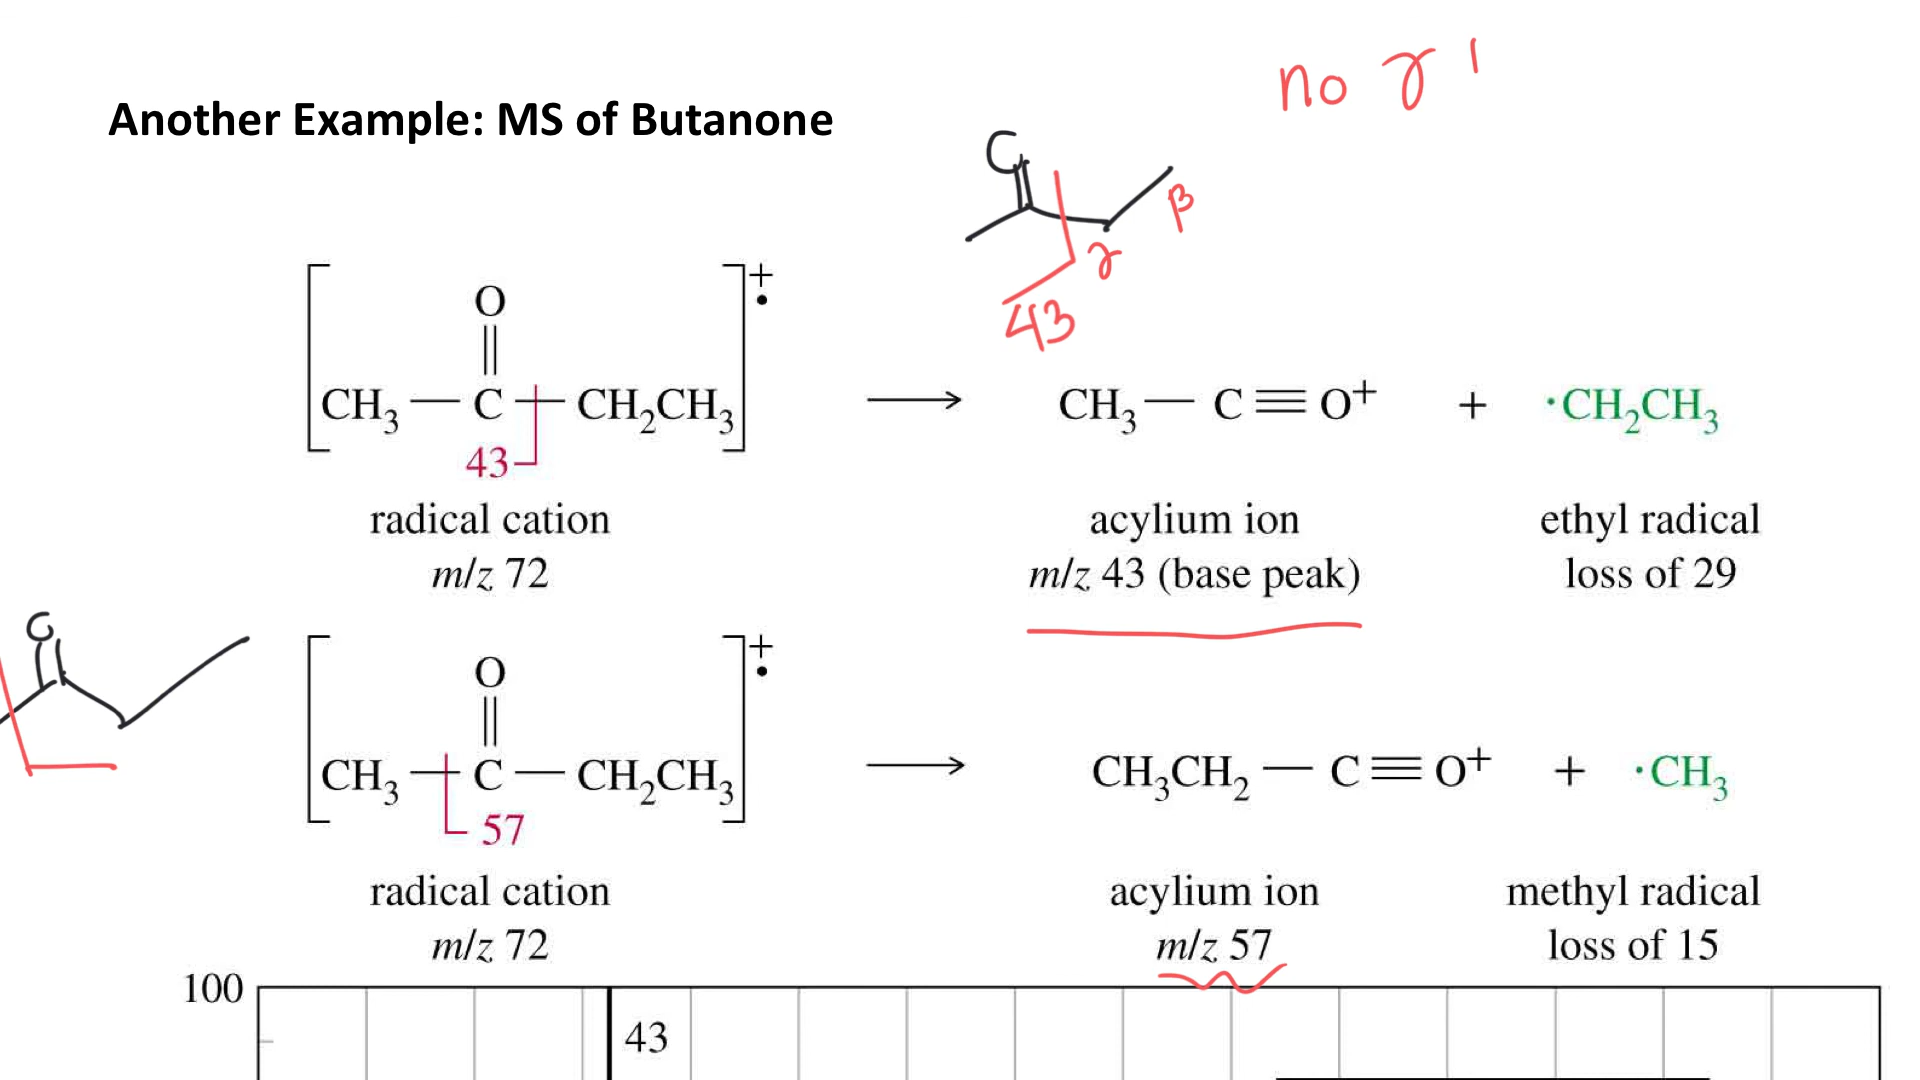 no γ
Another Example: MS of Butanone
β
γ
43
O
CH₃ — C — CH₂CH₃ ⟶ CH₃ — C ≡ O⁺ + ·CH₂CH₃
43
radical cation acylium ion ethyl radical
m/z 72 m/z 43 (base peak) loss of 29
O
CH₃ — C — CH₂CH₃ ⟶ CH₃CH₂ — C ≡ O⁺ + ·CH₃
57
radical cation acylium ion methyl radical
m/z 72 m/z 57 loss of 15
100
43